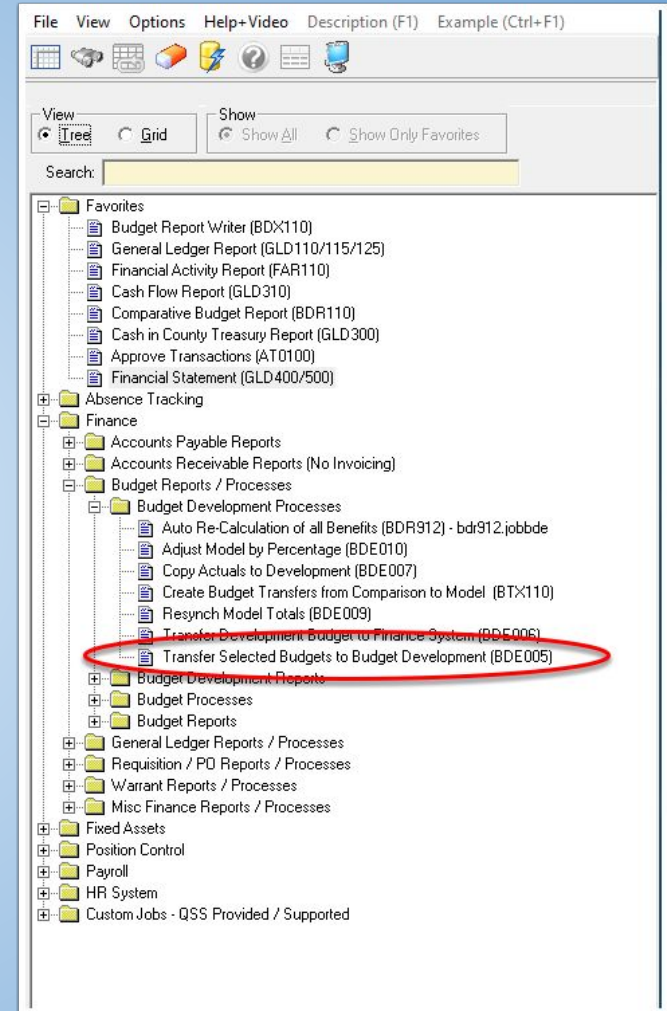 File View Options Help+Video Description (F1) Example (Ctrl+F1)
View
Show
Tree Grid Show All Show Only Favorites
Search:
Favorites
Budget Report Writer (BDX110)
General Ledger Report (GLD110/115/125)
Financial Activity Report (FAR110)
Cash Flow Report (GLD310)
Comparative Budget Report (BDR110)
Cash in County Treasury Report (GLD300)
Approve Transactions (AT0100)
Financial Statement (GLD400/500)
Absence Tracking
Finance
Accounts Payable Reports
Accounts Receivable Reports (No Invoicing)
Budget Reports / Processes
Budget Development Processes
Auto Re-Calculation of all Benefits (BDR912) - bdr912.jobbde
Adjust Model by Percentage (BDE010)
Copy Actuals to Development (BDE007)
Create Budget Transfers from Comparison to Model (BTX110)
Resynch Model Totals (BDE009)
Transfer Development Budget to Finance System (BDE006)
Transfer Selected Budgets to Budget Development (BDE005)
Budget Development Reports
Budget Processes
Budget Reports
General Ledger Reports / Processes
Requisition / PO Reports / Processes
Warrant Reports / Processes
Misc Finance Reports / Processes
Fixed Assets
Position Control
Payroll
HR System
Custom Jobs - QSS Provided / Supported